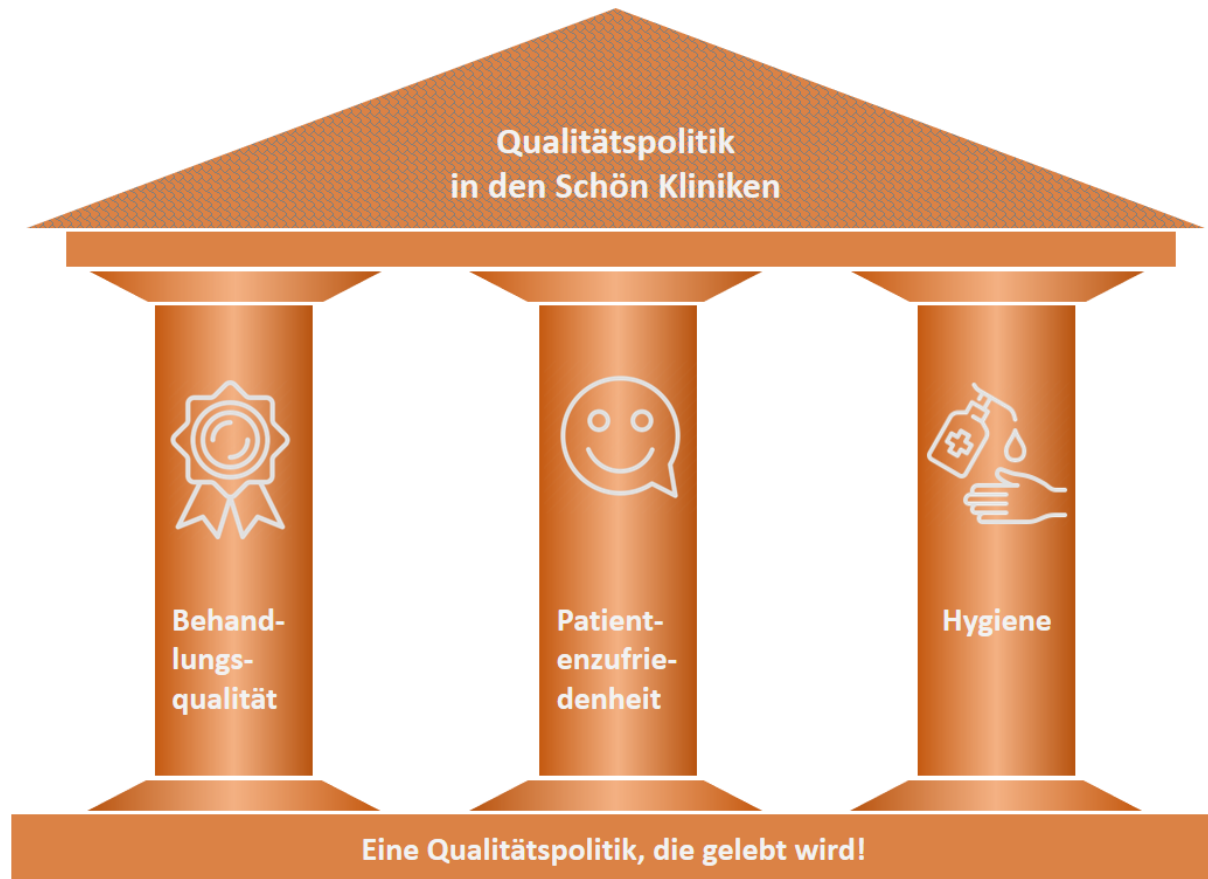 Qualitätspolitik
in den Schön Kliniken
Behand-
lungs-
qualität
Patient-
enzufrie-
denheit
Hygiene
Eine Qualitätspolitik, die gelebt wird!